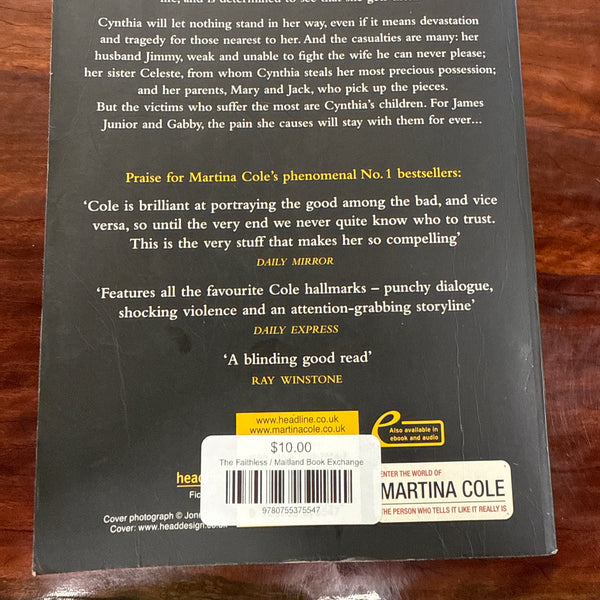 Cynthia will let nothing stand in her way, even if it means devastation
and tragedy for those nearest to her. And the casualties are many: her
husband Jimmy, weak and unable to fight the wife he can never please;
her sister Celeste, from whom Cynthia steals her most precious possession;
and her parents, Mary and Jack, who pick up the pieces.
But the victims who suffer the most are Cynthia's children. For James
Junior and Gabby, the pain she causes will stay with them for ever...
Praise for Martina Cole's phenomenal No. 1 bestsellers:
‘Cole is brilliant at portraying the good among the bad, and vice
versa, so until the very end we never quite know who to trust.
This is the very stuff that makes her so compelling’
DAILY MIRROR
‘Features all the favourite Cole hallmarks – punchy dialogue,
shocking violence and an attention-grabbing storyline’
DAILY EXPRESS
‘A blinding good read’
RAY WINSTONE
www.headline.co.uk
www.martinacole.co.uk
e
Also available in
ebook and audio
$10.00
The Faithless / Maitland Book Exchange
9780755375547
head
Fic
Cover photograph ©
Cover: www.headdesign.co.uk
ENTER THE WORLD OF
MARTINA COLE
THE PERSON WHO TELLS IT LIKE IT REALLY IS